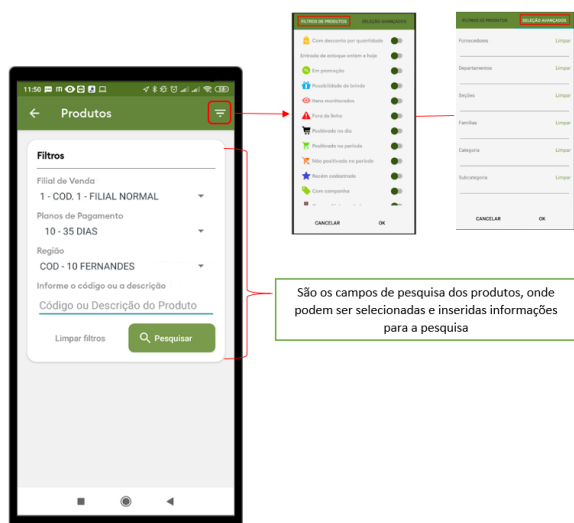 11:50
Produtos
Filtros
Filial de Venda
1 - COD. 1 - FILIAL NORMAL
Planos de Pagamento
10 - 35 DIAS
Região
COD - 10 FERNANDES
Informe o código ou a descrição
Código ou Descrição do Produto
Limpar filtros
Pesquisar
FILTROS DE PRODUTOS
SELEÇÃO AVANÇADOS
Com desconto por quantidade
Entrada de estoque ontem e hoje
Em promoção
Possibilidade de brinde
Itens monitorados
Fora de linha
Positivado no dia
Positivado no período
Não positivado no período
Recém cadastrado
Com campanha
CANCELAR
OK
FILTROS DE PRODUTOS
SELEÇÃO AVANÇADOS
Fornecedores Limpar
Departamentos Limpar
Seções Limpar
Famílias Limpar
Categoria Limpar
Subcategoria Limpar
CANCELAR
OK
São os campos de pesquisa dos produtos, onde
podem ser selecionadas e inseridas informações
para a pesquisa